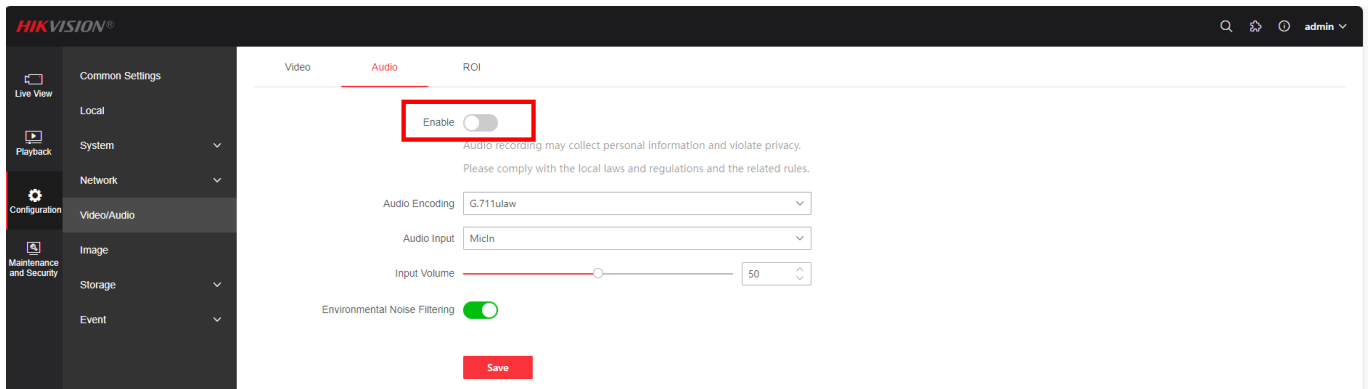 HIKVISION®
admin
Live View
Playback
Configuration
Maintenance
and Security
Common Settings
Local
System
Network
Video/Audio
Image
Storage
Event
Video Audio ROI
Enable
Audio recording may collect personal information and violate privacy.
Please comply with the local laws and regulations and the related rules.
Audio Encoding G.711ulaw
Audio Input MicIn
Input Volume 50
Environmental Noise Filtering
Save